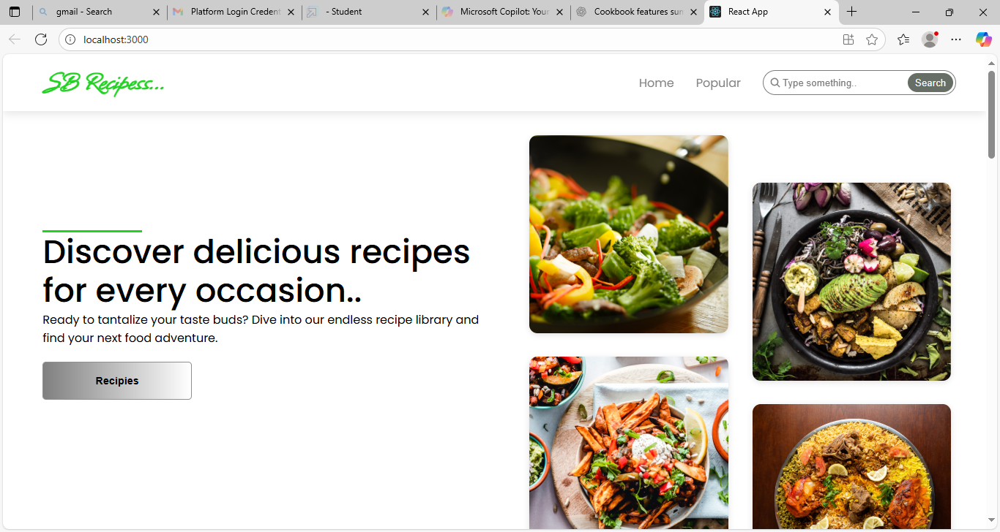 gmail - Search
Platform Login Credent
- Student
Microsoft Copilot: Your
Cookbook features sum
React App
localhost:3000
SB Recipess...
Home
Popular
Type something..
Search
Discover delicious recipes
for every occasion..
Ready to tantalize your taste buds? Dive into our endless recipe library and
find your next food adventure.
Recipies